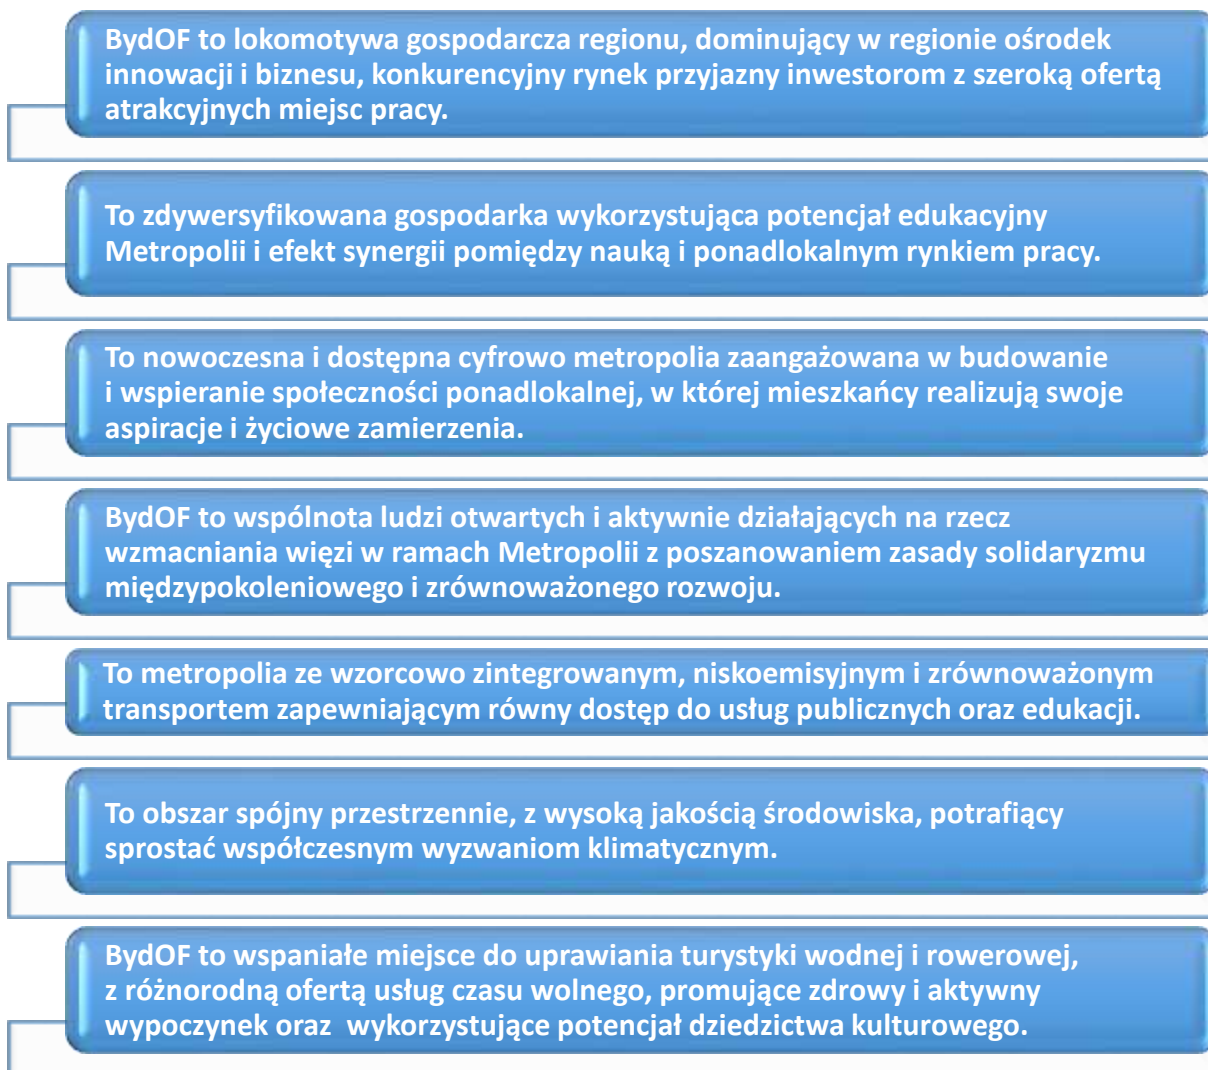 BydOF to lokomotywa gospodarcza regionu, dominujący w regionie ośrodek
innowacji i biznesu, konkurencyjny rynek przyjazny inwestorom z szeroką ofertą
atrakcyjnych miejsc pracy.
To zdywersyfikowana gospodarka wykorzystująca potencjał edukacyjny
Metropolii i efekt synergii pomiędzy nauką i ponadlokalnym rynkiem pracy.
To nowoczesna i dostępna cyfrowo metropolia zaangażowana w budowanie
i wspieranie społeczności ponadlokalnej, w której mieszkańcy realizują swoje
aspiracje i życiowe zamierzenia.
BydOF to wspólnota ludzi otwartych i aktywnie działających na rzecz
wzmacniania więzi w ramach Metropolii z poszanowaniem zasady solidaryzmu
międzypokoleniowego i zrównoważonego rozwoju.
To metropolia ze wzorcowo zintegrowanym, niskoemisyjnym i zrównoważonym
transportem zapewniającym równy dostęp do usług publicznych oraz edukacji.
To obszar spójny przestrzennie, z wysoką jakością środowiska, potrafiący
sprostać współczesnym wyzwaniom klimatycznym.
BydOF to wspaniałe miejsce do uprawiania turystyki wodnej i rowerowej,
z różnorodną ofertą usług czasu wolnego, promujące zdrowy i aktywny
wypoczynek oraz  wykorzystujące potencjał dziedzictwa kulturowego.